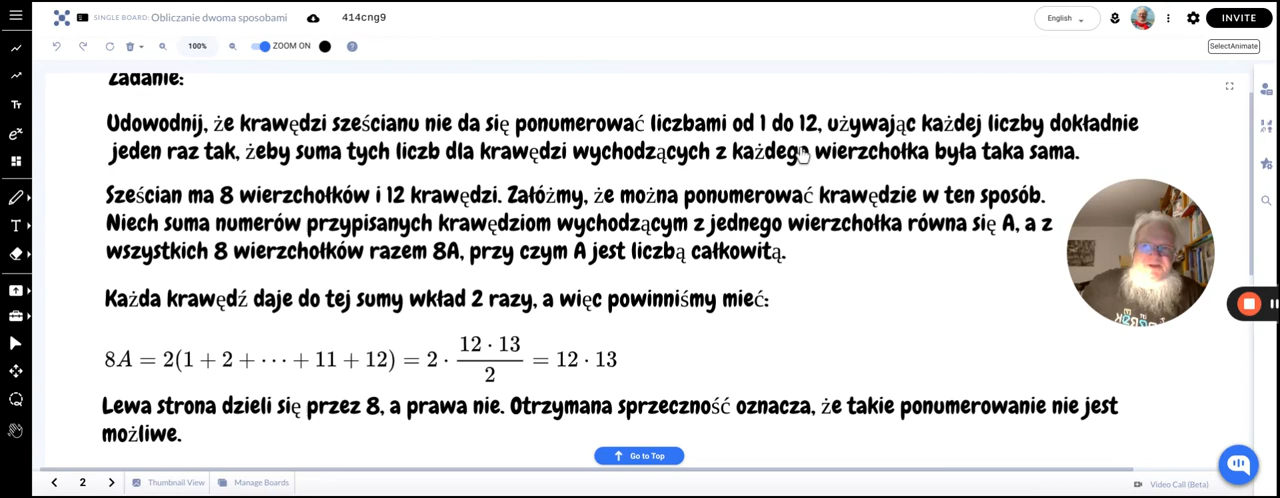 SINGLE BOARD: Obliczanie dwoma sposobami 414cng9 English INVITE
100% ZOOM ON ? SelectAnimate
Zadanie:
Udowodnij, że krawędzi sześcianu nie da się ponumerować liczbami od 1 do 12, używając każdej liczby dokładnie
jeden raz tak, żeby suma tych liczb dla krawędzi wychodzących z każdego wierzchołka była taka sama.
Sześcian ma 8 wierzchołków i 12 krawędzi. Załóżmy, że można ponumerować krawędzie w ten sposób.
Niech suma numerów przypisanych krawędziom wychodzącym z jednego wierzchołka równa się A, a z
wszystkich 8 wierzchołków razem 8A, przy czym A jest liczbą całkowitą.
Każda krawędź daje do tej sumy wkład 2 razy, a więc powinniśmy mieć:
8A = 2(1 + 2 + ⋯ + 11 + 12) = 2 · \frac{12 · 13}{2} = 12 · 13
Lewa strona dzieli się przez 8, a prawa nie. Otrzymana sprzeczność oznacza, że takie ponumerowanie nie jest
możliwe.
Go to Top
2 Thumbnail View Manage Boards Video Call (Beta)